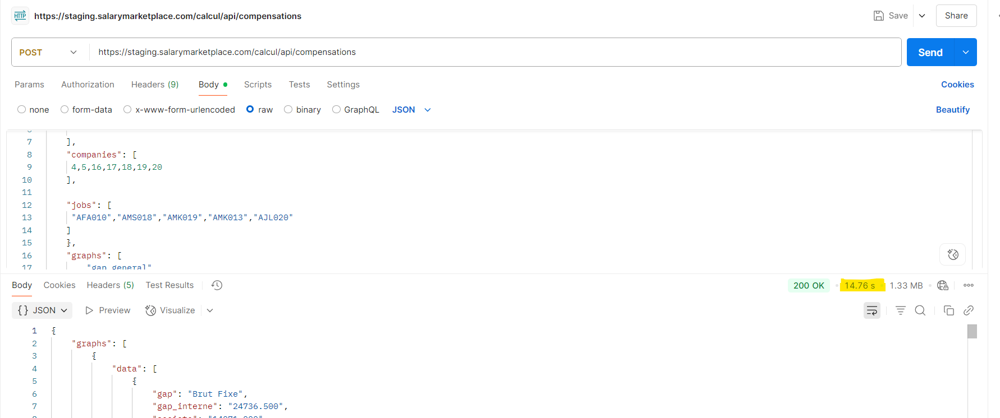 HTTP https://staging.salarymarketplace.com/calcul/api/compensations Save Share
POST https://staging.salarymarketplace.com/calcul/api/compensations Send
Params Authorization Headers (9) Body Scripts Tests Settings Cookies
none form-data x-www-form-urlencoded raw binary GraphQL JSON Beautify
7 ],
8 "companies": [
9 4,5,16,17,18,19,20
10 ],
11
12 "jobs": [
13 "AFA010","AMS018","AMK019","AMK013","AJL020"
14 ]
15 },
16 "graphs": [
17 "gap_general"
Body Cookies Headers (5) Test Results 200 OK 14.76 s 1.33 MB
{} JSON Preview Visualize
1 {
2 "graphs": [
3 {
4 "data": [
5 {
6 "gap": "Brut Fixe",
7 "gap_interne": "24736.500",